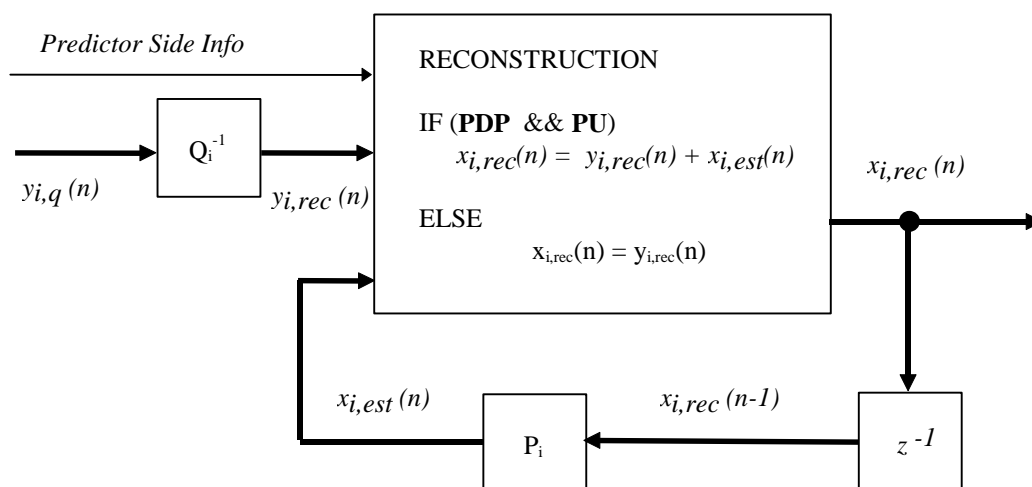 Predictor Side Info
RECONSTRUCTION
IF (PDP && PU)
x_{i,rec}(n) = y_{i,rec}(n) + x_{i,est}(n)
ELSE
x_{i,rec}(n) = y_{i,rec}(n)
Q_i^{-1}
y_{i,q}(n)
y_{i,rec}(n)
x_{i,rec}(n)
x_{i,est}(n)
x_{i,rec}(n-1)
P_i
z^{-1}